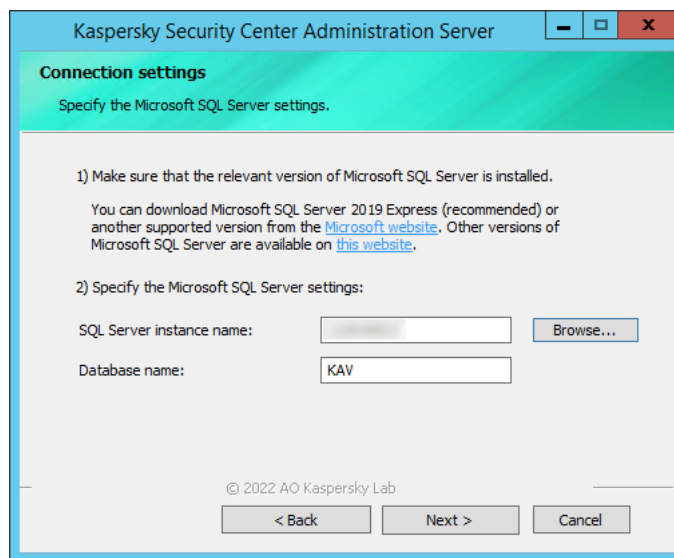 Kaspersky Security Center Administration Server
Connection settings
Specify the Microsoft SQL Server settings.
1) Make sure that the relevant version of Microsoft SQL Server is installed.
You can download Microsoft SQL Server 2019 Express (recommended) or
another supported version from the Microsoft website. Other versions of
Microsoft SQL Server are available on this website.
2) Specify the Microsoft SQL Server settings:
SQL Server instance name:
Browse...
Database name:
KAV
© 2022 AO Kaspersky Lab
< Back
Next >
Cancel